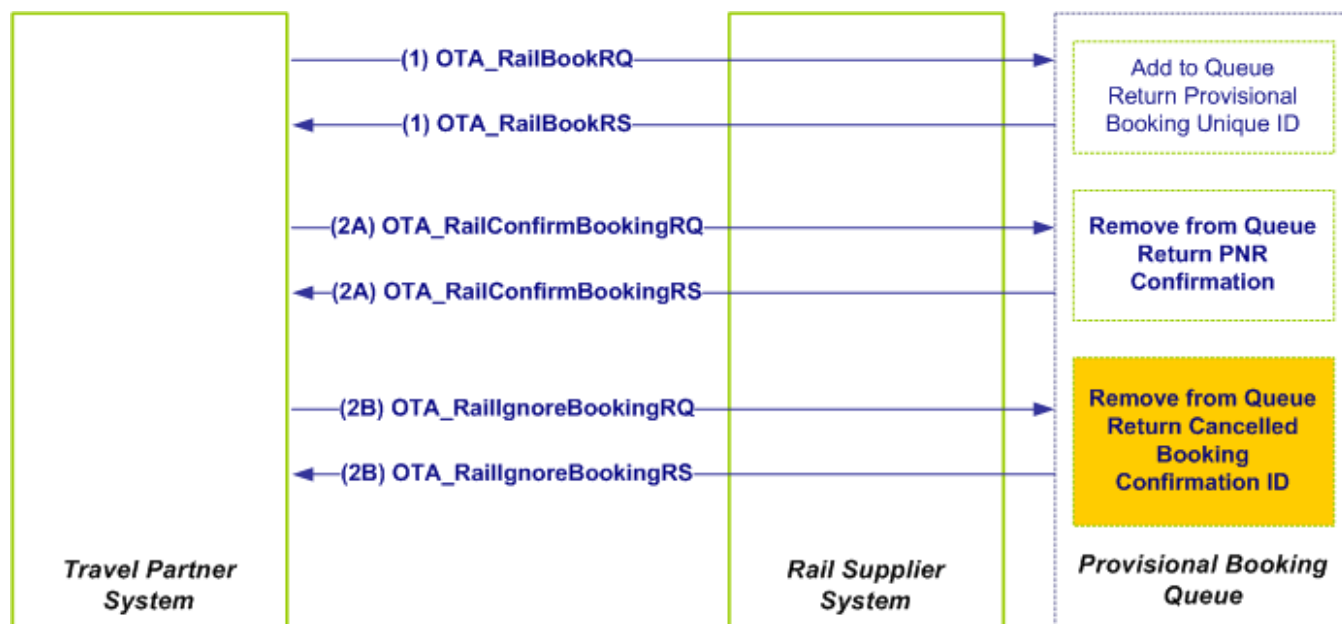 (1) OTA_RailBookRQ
(1) OTA_RailBookRS
Add to Queue
Return Provisional
Booking Unique ID
(2A) OTA_RailConfirmBookingRQ
(2A) OTA_RailConfirmBookingRS
Remove from Queue
Return PNR
Confirmation
(2B) OTA_RailIgnoreBookingRQ
(2B) OTA_RailIgnoreBookingRS
Remove from Queue
Return Cancelled
Booking
Confirmation ID
Travel Partner
System
Rail Supplier
System
Provisional Booking
Queue